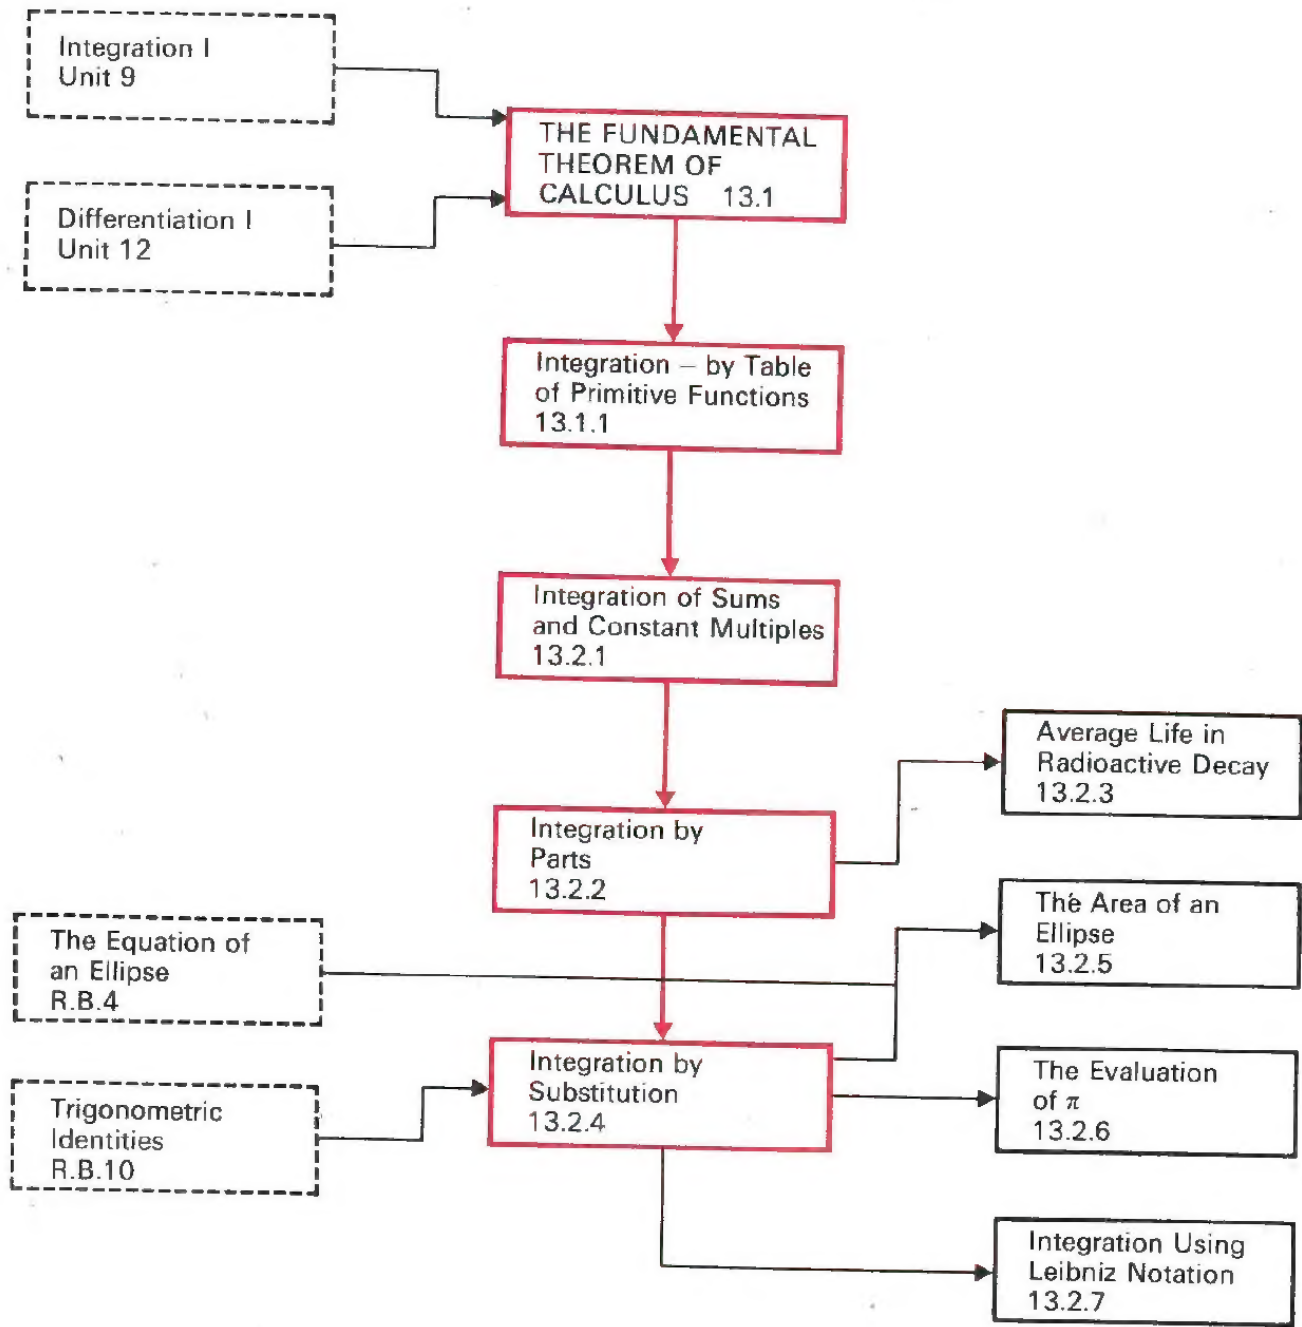 Integration I
Unit 9
THE FUNDAMENTAL
THEOREM OF
CALCULUS 13.1
Differentiation I
Unit 12
Integration – by Table
of Primitive Functions
13.1.1
Integration of Sums
and Constant Multiples
13.2.1
Average Life in
Radioactive Decay
13.2.3
Integration by
Parts
13.2.2
The Area of an
Ellipse
13.2.5
The Equation of
an Ellipse
R.B.4
Integration by
Substitution
13.2.4
The Evaluation
of π
13.2.6
Trigonometric
Identities
R.B.10
Integration Using
Leibniz Notation
13.2.7